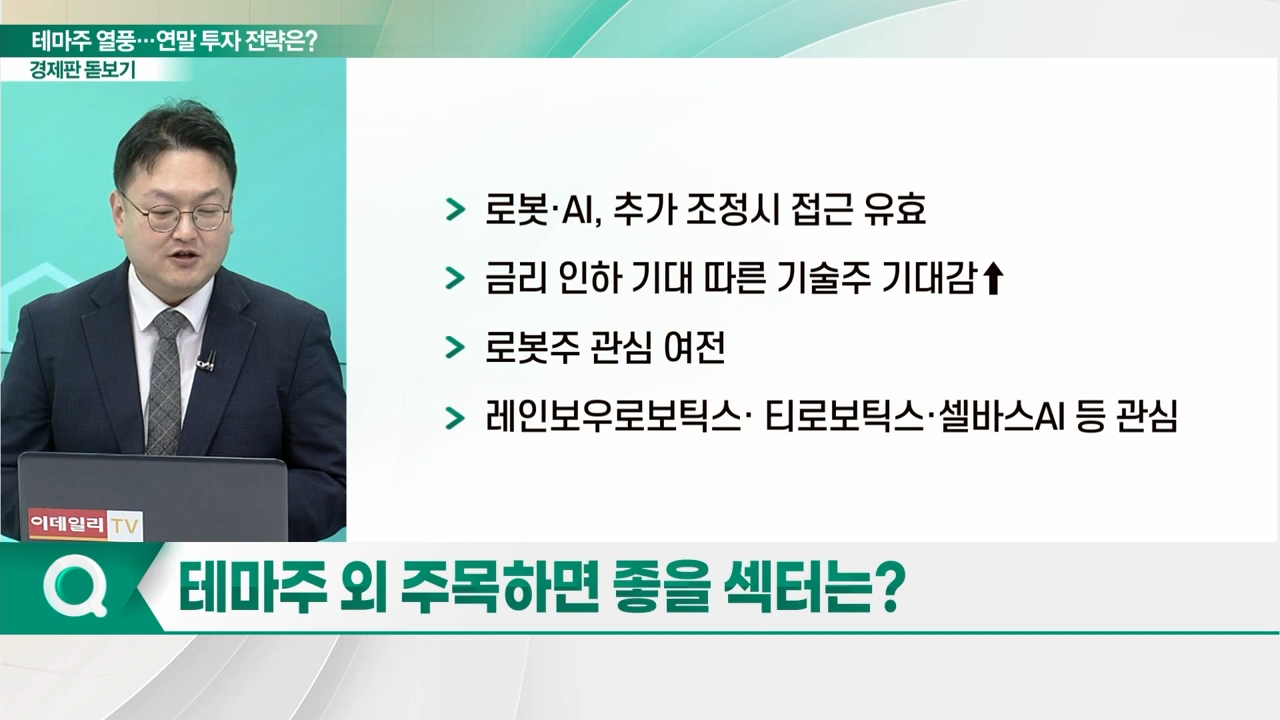 테마주 열풍…연말 투자 전략은?
경제판 돋보기
로봇·AI, 추가 조정시 접근 유효
금리 인하 기대 따른 기술주 기대감↑
로봇주 관심 여전
레인보우로보틱스· 티로보틱스·셀바스AI 등 관심
이데일리TV
테마주 외 주목하면 좋을 섹터는?